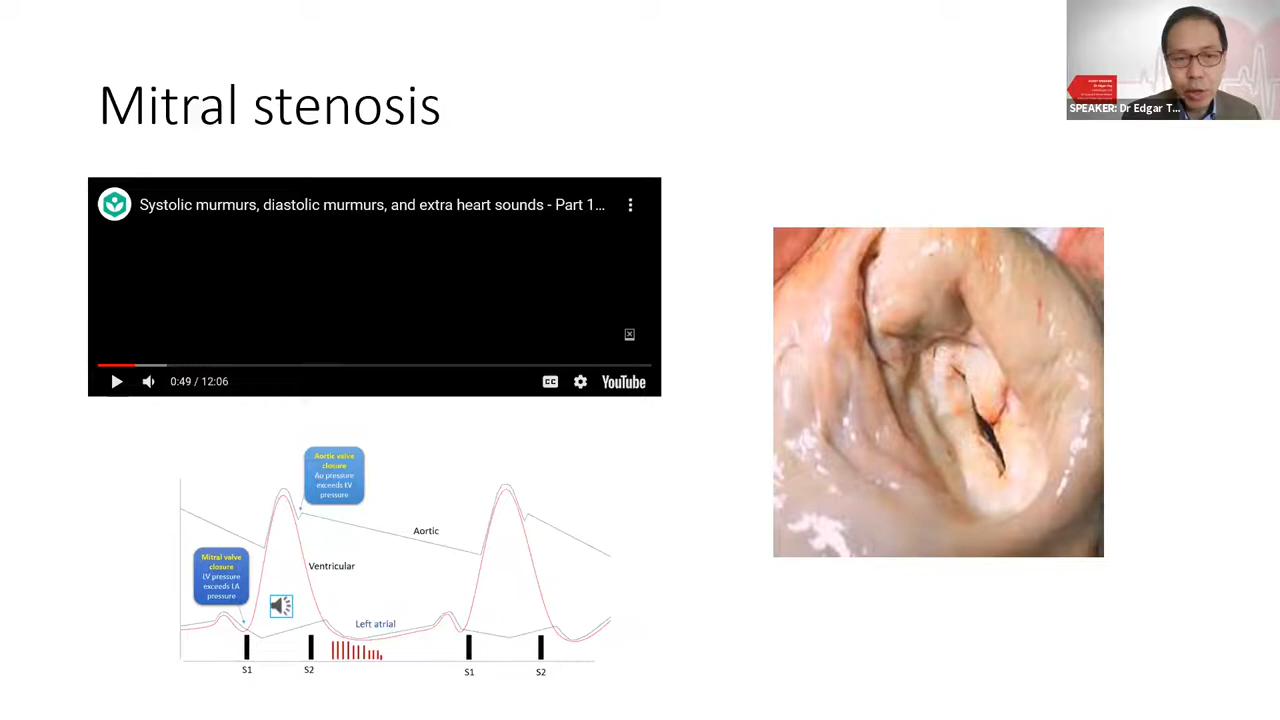 Mitral stenosis
SPEAKER: Dr Edgar T...
Systolic murmurs, diastolic murmurs, and extra heart sounds - Part 1...
0:49 / 12:06
CC
YouTube
Aortic valve
closure
Ao pressure
exceeds LV
pressure
Aortic
Mitral valve
closure
LV pressure
exceeds LA
pressure
Ventricular
Left atrial
S1
S2
S1
S2